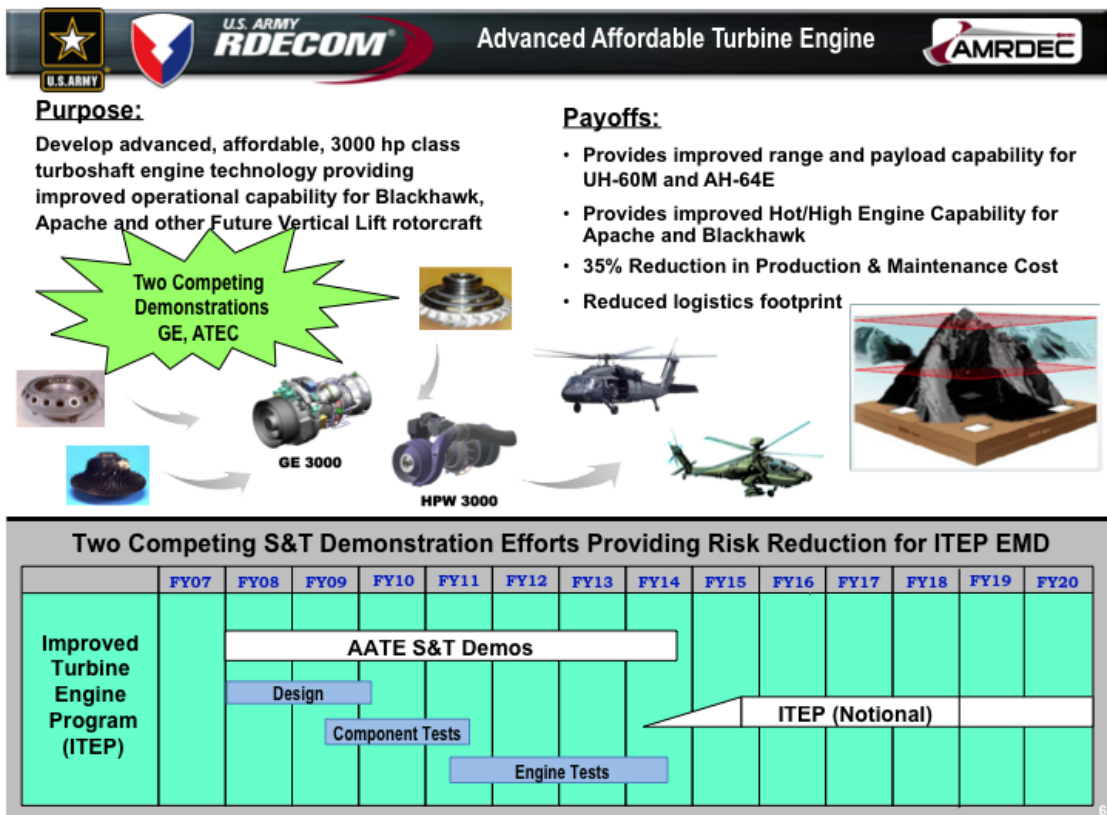 U.S.ARMY
U.S. ARMY
RDECOM®
Advanced Affordable Turbine Engine
AMRDEC
Purpose:
Develop advanced, affordable, 3000 hp class
turboshaft engine technology providing
improved operational capability for Blackhawk,
Apache and other Future Vertical Lift rotorcraft
Two Competing
Demonstrations
GE, ATEC
GE 3000
HPW 3000
Payoffs:
• Provides improved range and payload capability for
UH-60M and AH-64E
• Provides improved Hot/High Engine Capability for
Apache and Blackhawk
• 35% Reduction in Production & Maintenance Cost
• Reduced logistics footprint
Two Competing S&T Demonstration Efforts Providing Risk Reduction for ITEP EMD
FY07 FY08 FY09 FY10 FY11 FY12 FY13 FY14 FY15 FY16 FY17 FY18 FY19 FY20
Improved
Turbine
Engine
Program
(ITEP)
AATE S&T Demos
Design
Component Tests
Engine Tests
ITEP (Notional)
6